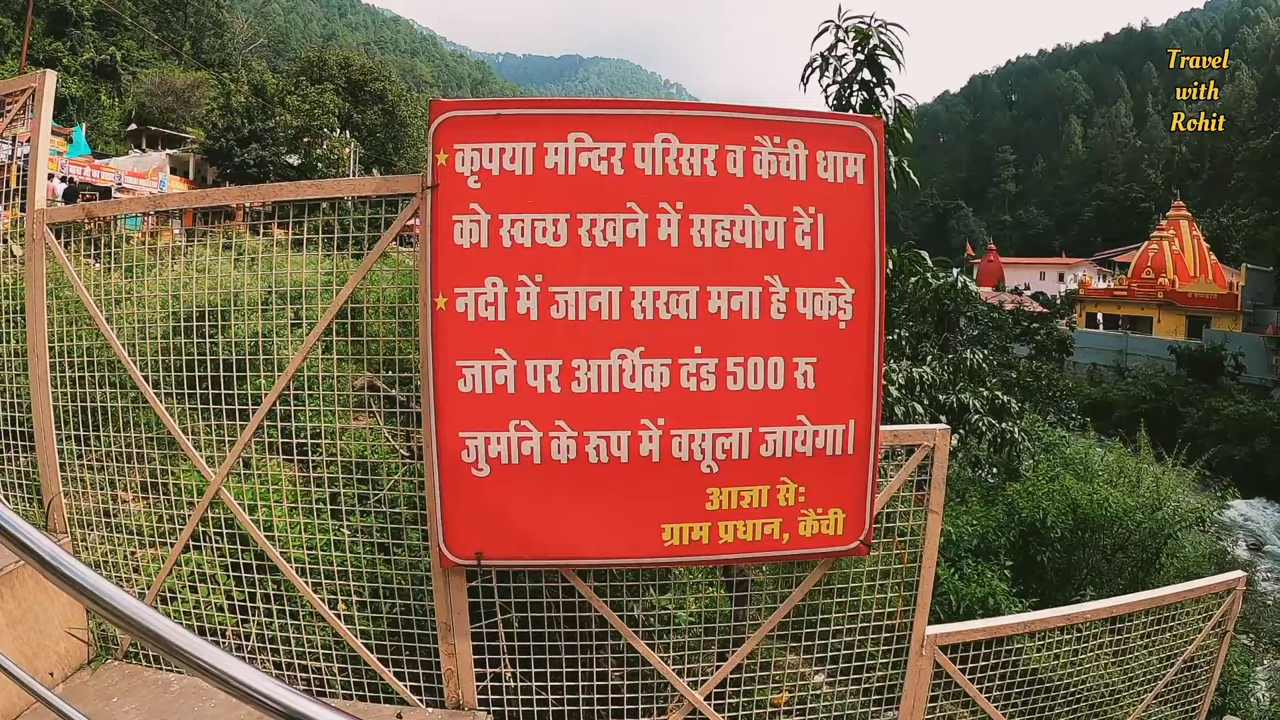 कृपया मन्दिर परिसर व कैंची धाम
को स्वच्छ रखने में सहयोग दें।
नदी में जाना सख्त मना है पकड़े
जाने पर आर्थिक दंड 500 रू
जुर्माने के रूप में वसूला जायेगा।
आज्ञा से:
ग्राम प्रधान, कैंची
Travel
with
Rohit